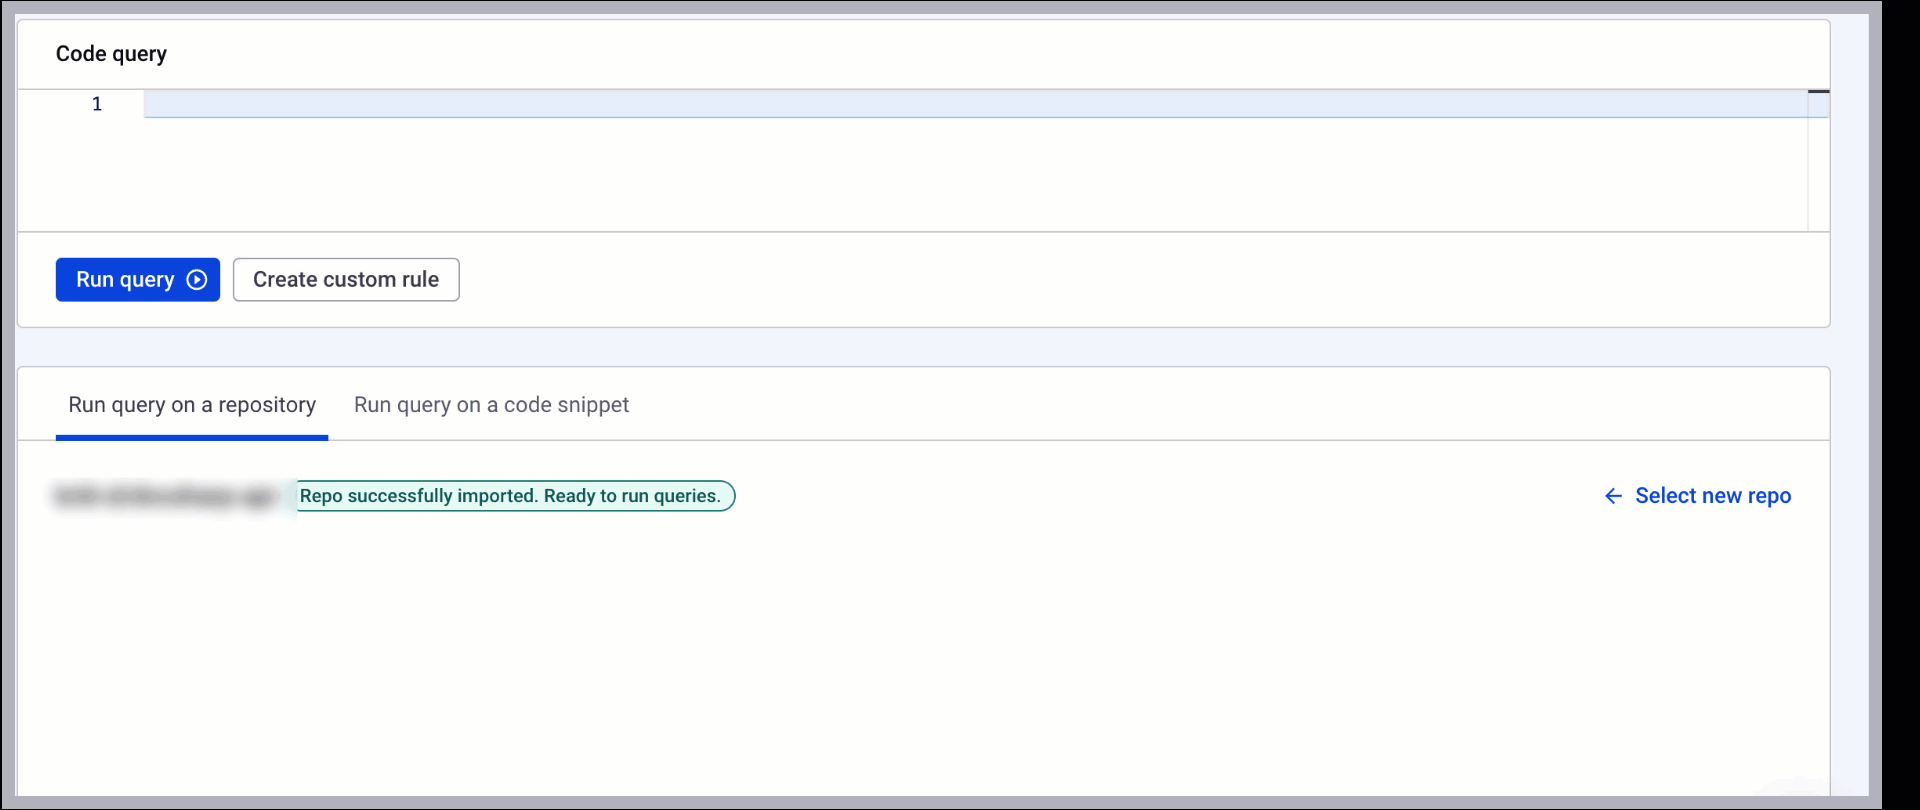 Code query
1
Run query
Create custom rule
Run query on a repository
Run query on a code snippet
Repo successfully imported. Ready to run queries.
Select new repo